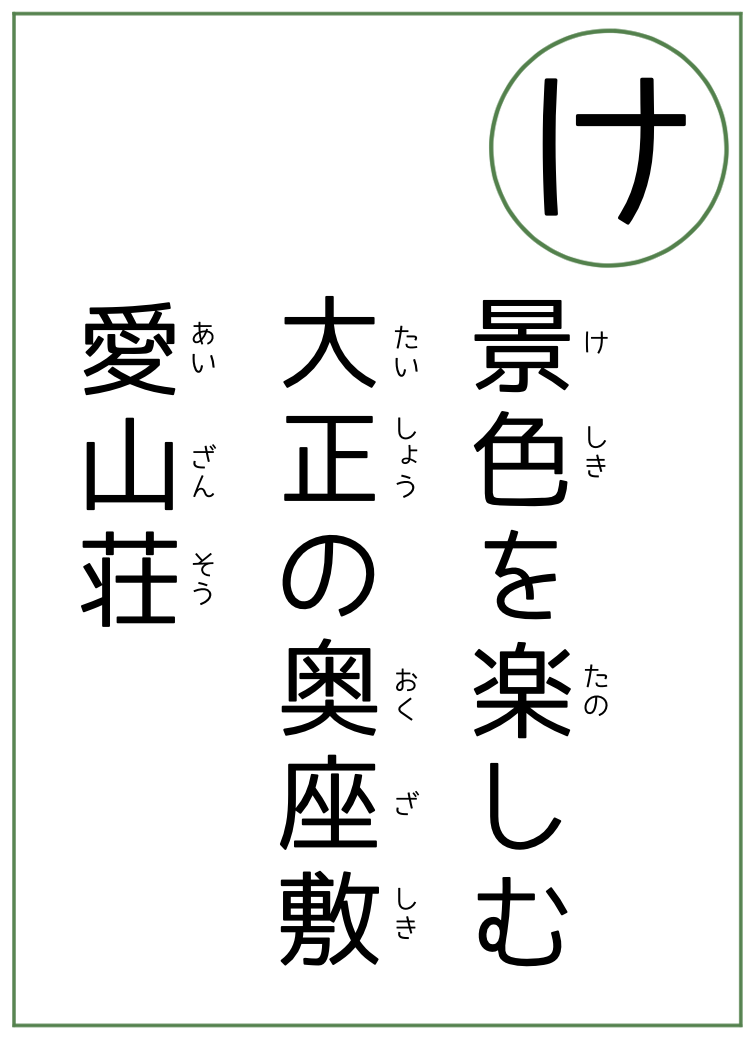 け
景色を楽しむ
けしきたの
大正の奥座敷
たいしょうおくざしき
愛山荘
あいざんそう